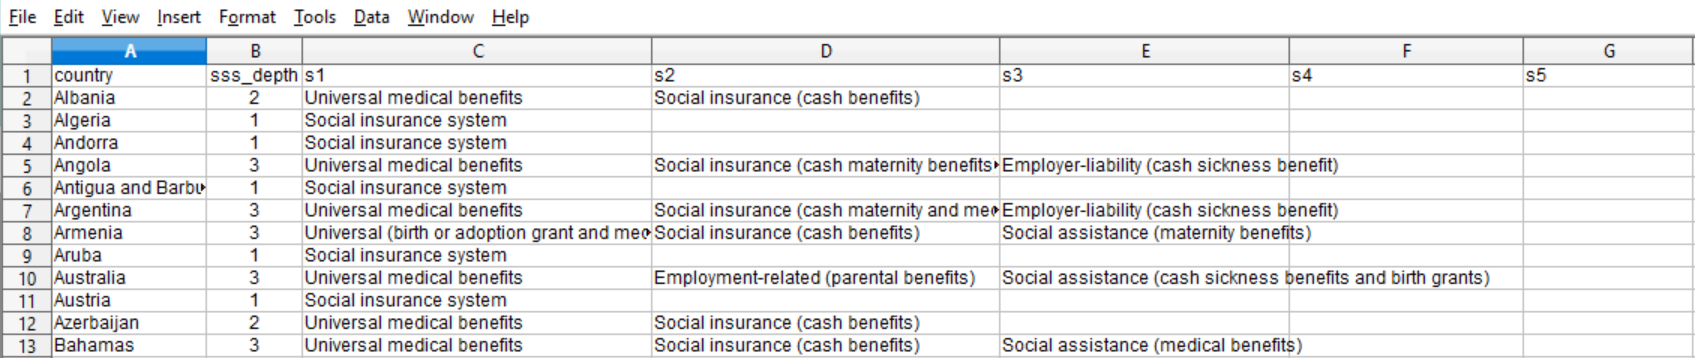 File Edit View Insert Format Tools Data Window Help
A B C D E F G
1 country sss_depth s1 s2 s3 s4 s5
2 Albania 2 Universal medical benefits Social insurance (cash benefits)
3 Algeria 1 Social insurance system
4 Andorra 1 Social insurance system
5 Angola 3 Universal medical benefits Social insurance (cash maternity benefits Employer-liability (cash sickness benefit)
6 Antigua and Barbu 1 Social insurance system
7 Argentina 3 Universal medical benefits Social insurance (cash maternity and med Employer-liability (cash sickness benefit)
8 Armenia 3 Universal (birth or adoption grant and med Social insurance (cash benefits) Social assistance (maternity benefits)
9 Aruba 1 Social insurance system
10 Australia 3 Universal medical benefits Employment-related (parental benefits) Social assistance (cash sickness benefits and birth grants)
11 Austria 1 Social insurance system
12 Azerbaijan 2 Universal medical benefits Social insurance (cash benefits)
13 Bahamas 3 Universal medical benefits Social insurance (cash benefits) Social assistance (medical benefits)